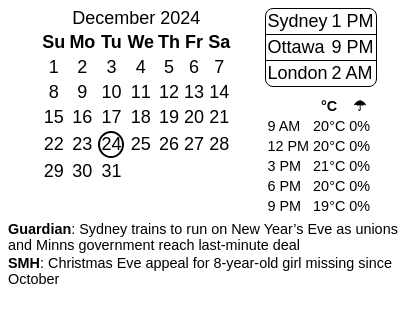 December 2024
Su Mo Tu We Th Fr Sa
1 2 3 4 5 6 7
8 9 10 11 12 13 14
15 16 17 18 19 20 21
22 23 24 25 26 27 28
29 30 31
Sydney 1 PM
Ottawa 9 PM
London 2 AM
°C ☂
9 AM 20°C 0%
12 PM 20°C 0%
3 PM 21°C 0%
6 PM 20°C 0%
9 PM 19°C 0%
Guardian: Sydney trains to run on New Year’s Eve as unions
and Minns government reach last-minute deal
SMH: Christmas Eve appeal for 8-year-old girl missing since
October